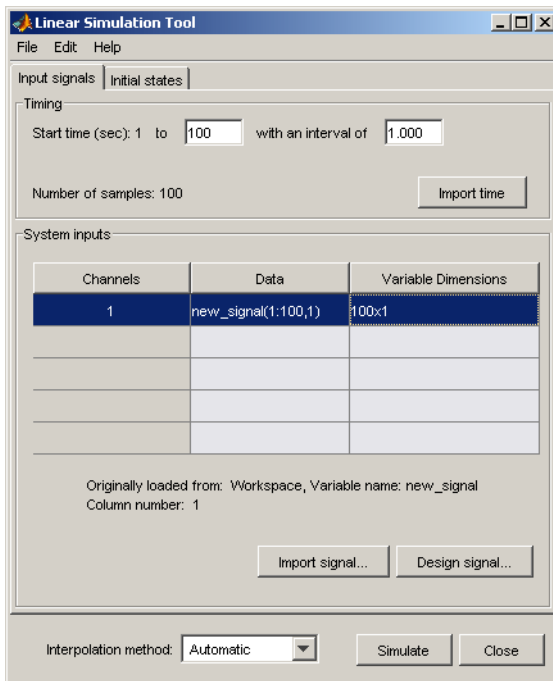 Linear Simulation Tool
File Edit Help
Input signals Initial states
Timing
Start time (sec): 1 to 100 with an interval of 1.000
Number of samples: 100 Import time
System inputs
Channels Data Variable Dimensions
1 new_signal(1:100,1) 100x1
Originally loaded from: Workspace, Variable name: new_signal
Column number: 1
Import signal... Design signal...
Interpolation method: Automatic Simulate Close